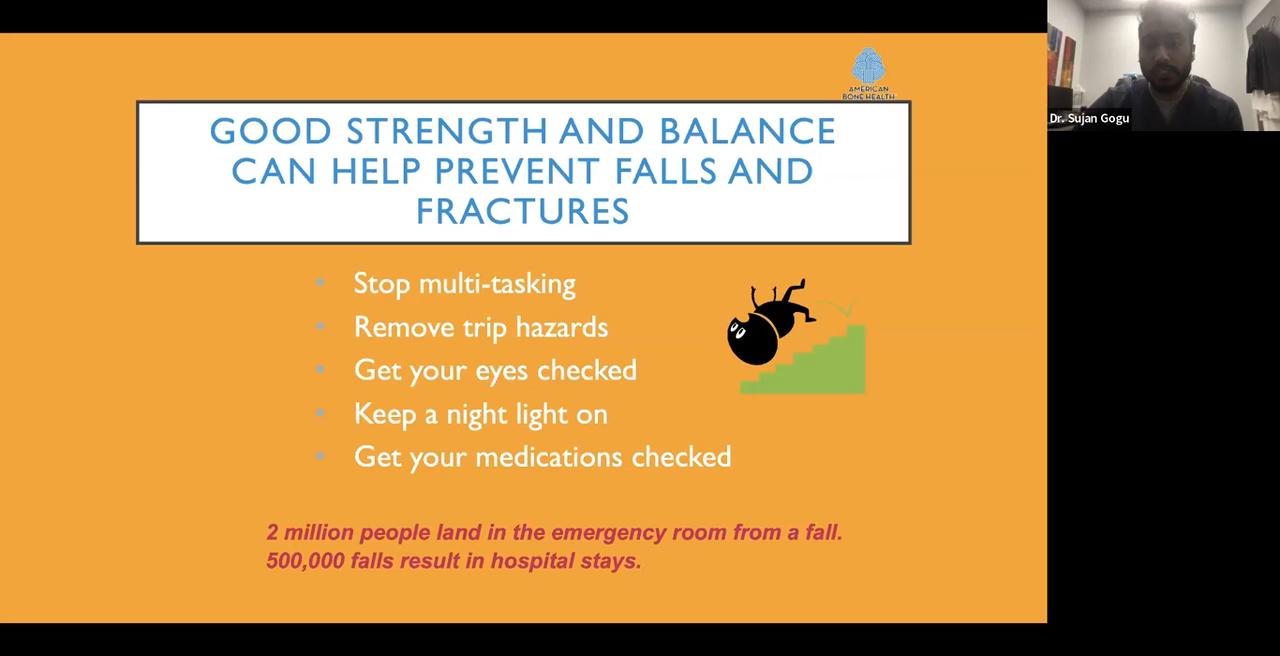 AMERICAN
BONE HEALTH
GOOD STRENGTH AND BALANCE
CAN HELP PREVENT FALLS AND
FRACTURES
Dr. Sujan Gogu
• Stop multi-tasking
• Remove trip hazards
• Get your eyes checked
• Keep a night light on
• Get your medications checked
2 million people land in the emergency room from a fall.
500,000 falls result in hospital stays.